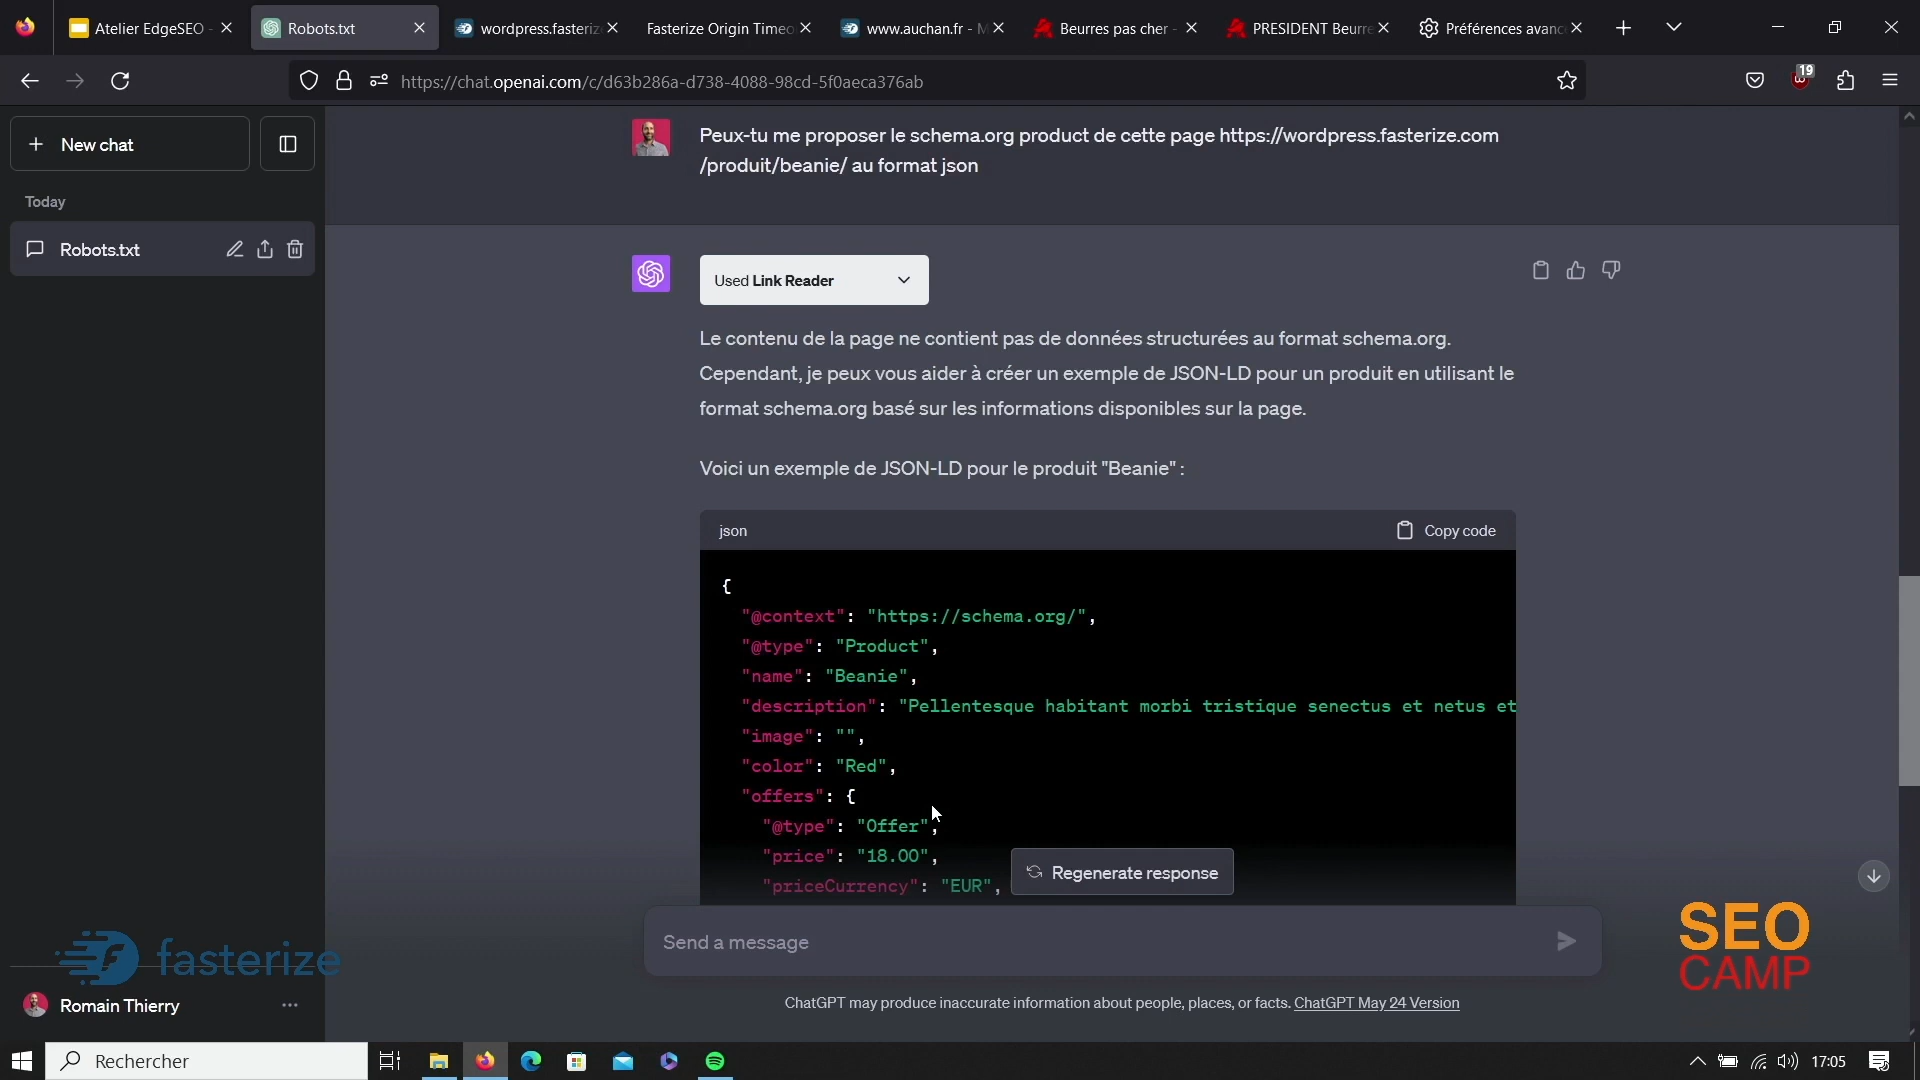 Atelier EdgeSEO -
Robots.txt
wordpress.fasteriz
Fasterize Origin Timeo
www.auchan.fr - M
Beurres pas cher -
PRESIDENT Beurre
Préférences avanc
https://chat.openai.com/c/d63b286a-d738-4088-98cd-5f0aeca376ab
19
New chat
Today
Robots.txt
Peux-tu me proposer le schema.org product de cette page https://wordpress.fasterize.com
/produit/beanie/ au format json
Used Link Reader
Le contenu de la page ne contient pas de données structurées au format schema.org.
Cependant, je peux vous aider à créer un exemple de JSON-LD pour un produit en utilisant le
format schema.org basé sur les informations disponibles sur la page.
Voici un exemple de JSON-LD pour le produit "Beanie" :
json
Copy code
{
"@context": "https://schema.org/",
"@type": "Product",
"name": "Beanie",
"description": "Pellentesque habitant morbi tristique senectus et netus et
"image": "",
"color": "Red",
"offers": {
"@type": "Offer",
"price": "18.00",
"priceCurrency": "EUR",
Regenerate response
Send a message
ChatGPT may produce inaccurate information about people, places, or facts. ChatGPT May 24 Version
fasterize
Romain Thierry
SEO
CAMP
Rechercher
17:05